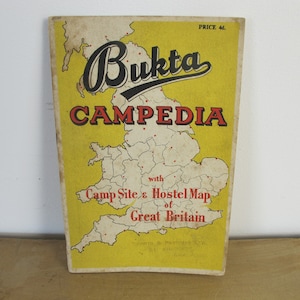 PRICE 4d.
Bukta
CAMPEDIA
with
Camp Site & Hostel Map
of
Great Britain